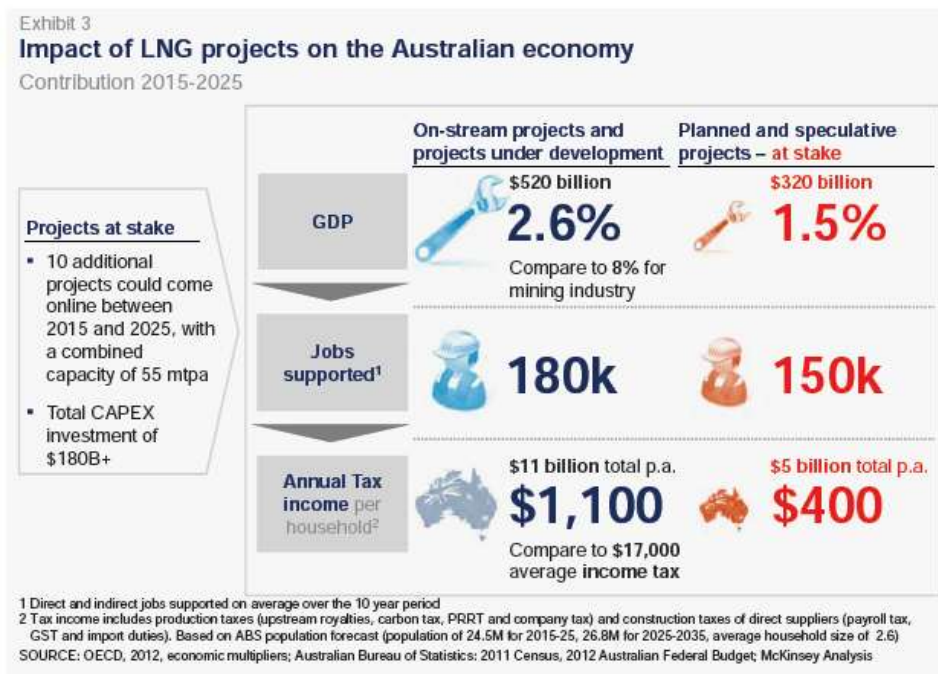 Exhibit 3
Impact of LNG projects on the Australian economy
Contribution 2015-2025
Projects at stake
▪ 10 additional
projects could come
online between
2015 and 2025, with
a combined
capacity of 55 mtpa
▪ Total CAPEX
investment of
$180B+
On-stream projects and
projects under development
Planned and speculative
projects – at stake
GDP
$520 billion
2.6%
Compare to 8% for
mining industry
$320 billion
1.5%
Jobs
supported¹
180k
150k
Annual Tax
income per
household²
$11 billion total p.a.
$1,100
Compare to $17,000
average income tax
$5 billion total p.a.
$400
1 Direct and indirect jobs supported on average over the 10 year period
2 Tax income includes production taxes (upstream royalties, carbon tax, PRRT and company tax) and construction taxes of direct suppliers (payroll tax,
GST and import duties). Based on ABS population forecast (population of 24.5M for 2015-25, 26.8M for 2025-2035, average household size of 2.6)
SOURCE: OECD, 2012, economic multipliers; Australian Bureau of Statistics: 2011 Census, 2012 Australian Federal Budget; McKinsey Analysis